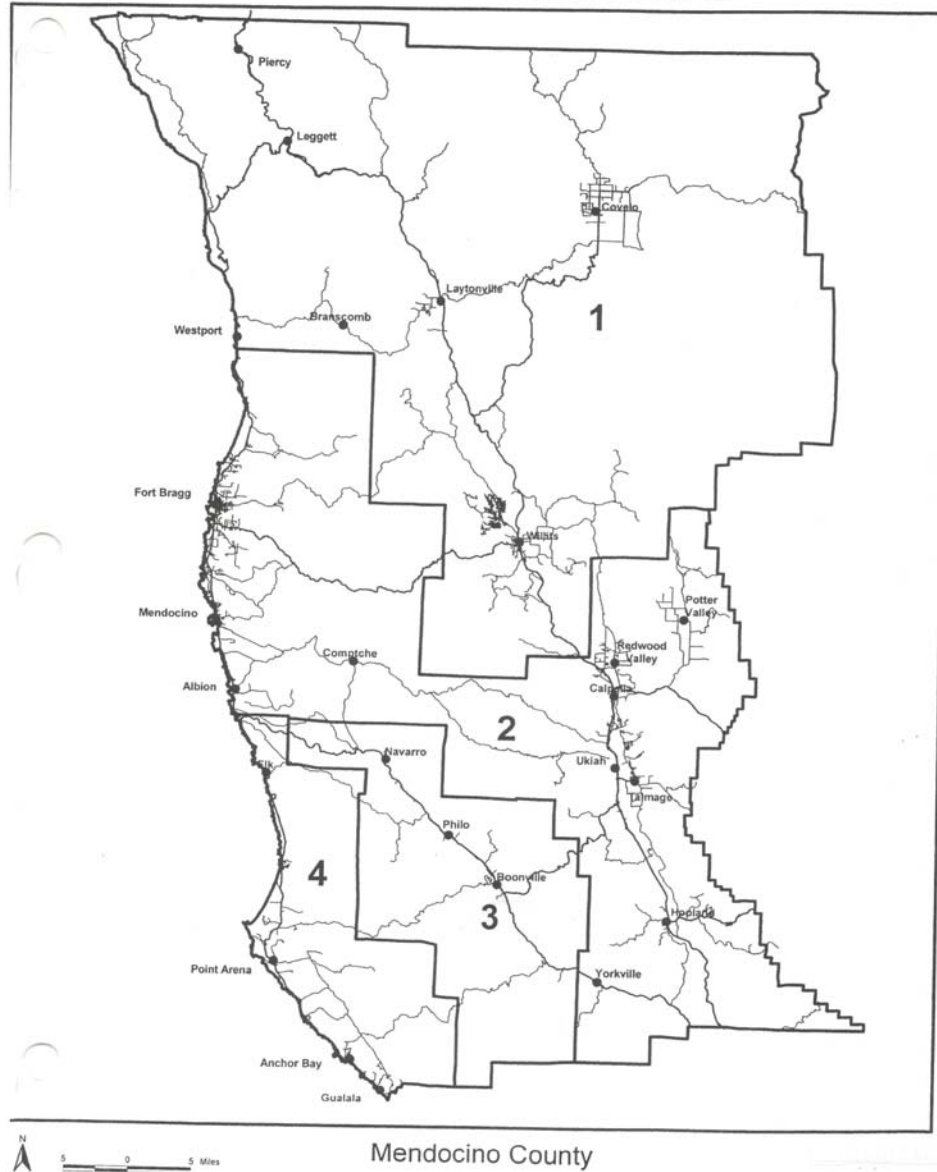 Piercy
Leggett
Covelo
Laytonville
1
Branscomb
Westport
Fort Bragg
Willits
Mendocino
Potter
Valley
Redwood
Valley
Comptche
Albion
Calpella
2
Navarro
Ukiah
Elk
Talmage
Philo
4
Boonville
3
Hopland
Point Arena
Yorkville
Anchor Bay
Gualala
N
5 0 5 Miles
Mendocino County